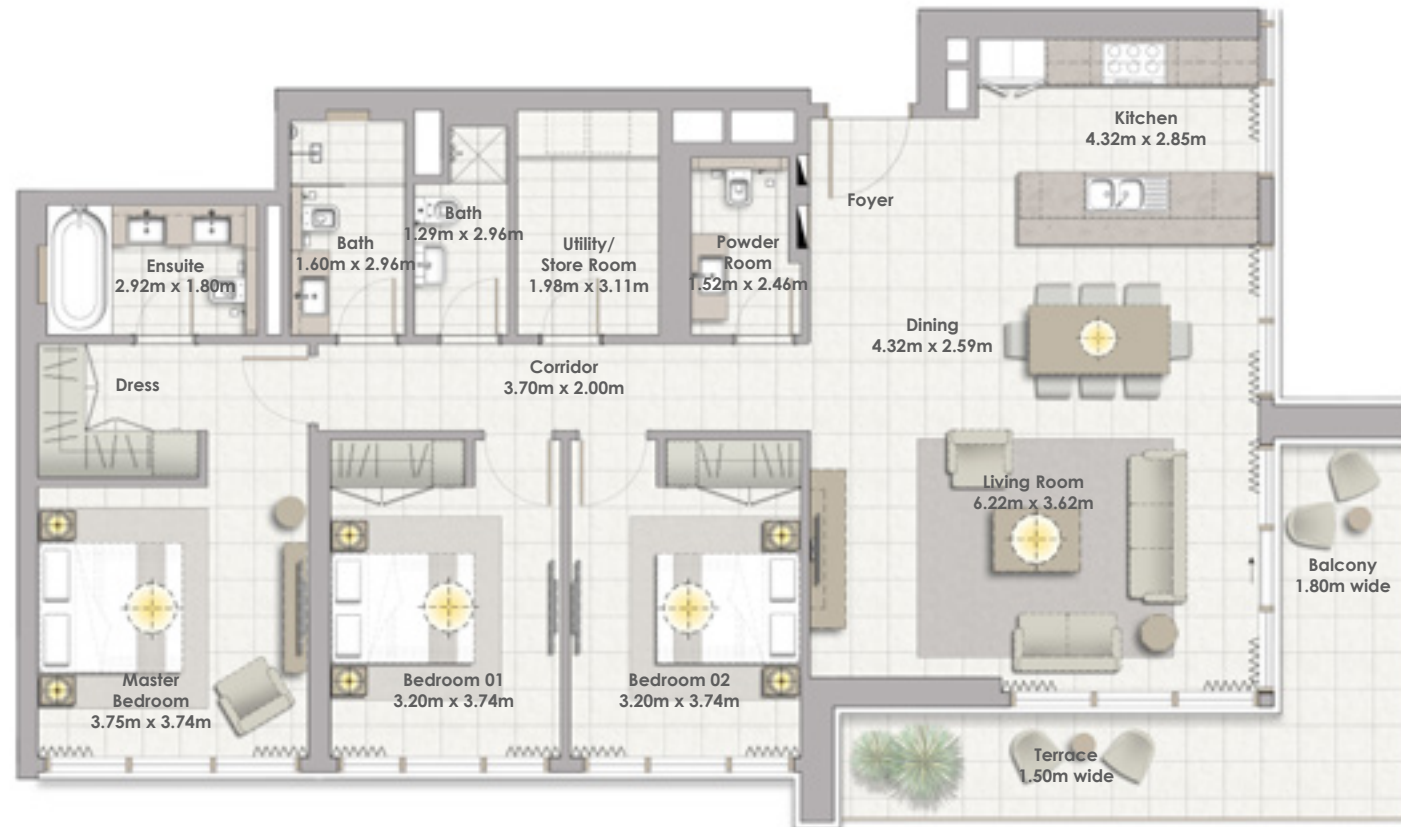 Kitchen
4.32m x 2.85m
Foyer
Bath
1.29m x 2.96m
Bath
1.60m x 2.96m
Utility/
Store Room
1.98m x 3.11m
Powder
Room
1.52m x 2.46m
Ensuite
2.92m x 1.80m
Dining
4.32m x 2.59m
Corridor
3.70m x 2.00m
Dress
Living Room
6.22m x 3.62m
Balcony
1.80m wide
Master
Bedroom
3.75m x 3.74m
Bedroom 01
3.20m x 3.74m
Bedroom 02
3.20m x 3.74m
Terrace
1.50m wide